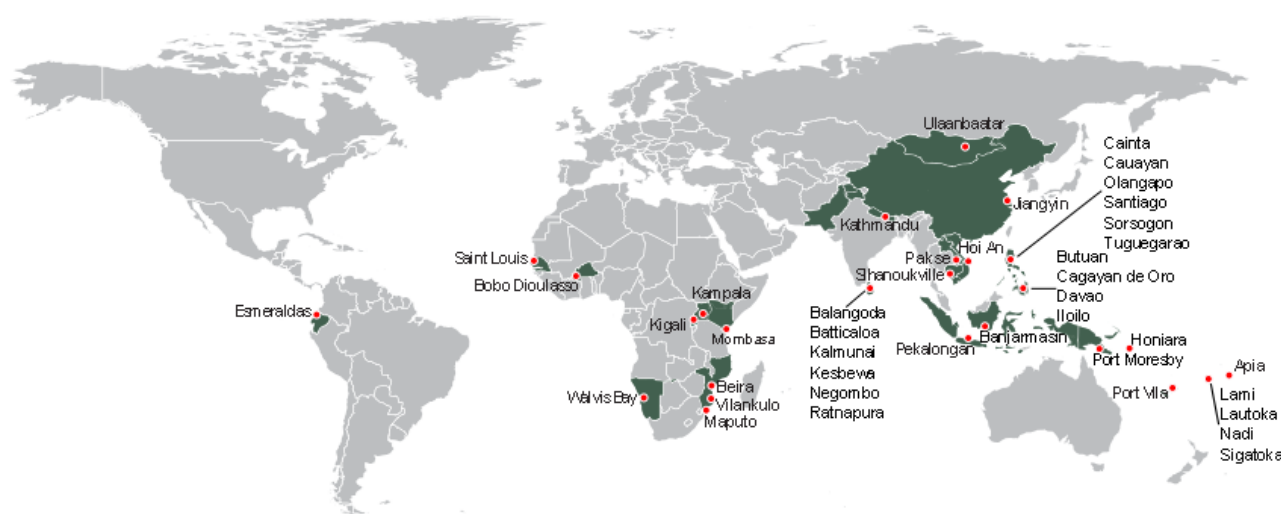 Ulaanbaatar
Cainta
Cauayan
Olangapo
Santiago
Sorsogon
Tuguegarao
Jiangyin
Kathmandu
Hoi An
Pakse
Sihanoukville
Butuan
Cagayan de Oro
Davao
Iloilo
Saint Louis
Bobo Dioulasso
Kampala
Esmeraldas
Kigali
Mombasa
Balangoda
Batticaloa
Kalmunai
Kesbewa
Negombo
Ratnapura
Banjarmasin
Pekalongan
Honiara
Port Moresby
Apia
Walvis Bay
Beira
Vilankulo
Maputo
Port Vila
Lami
Lautoka
Nadi
Sigatoka